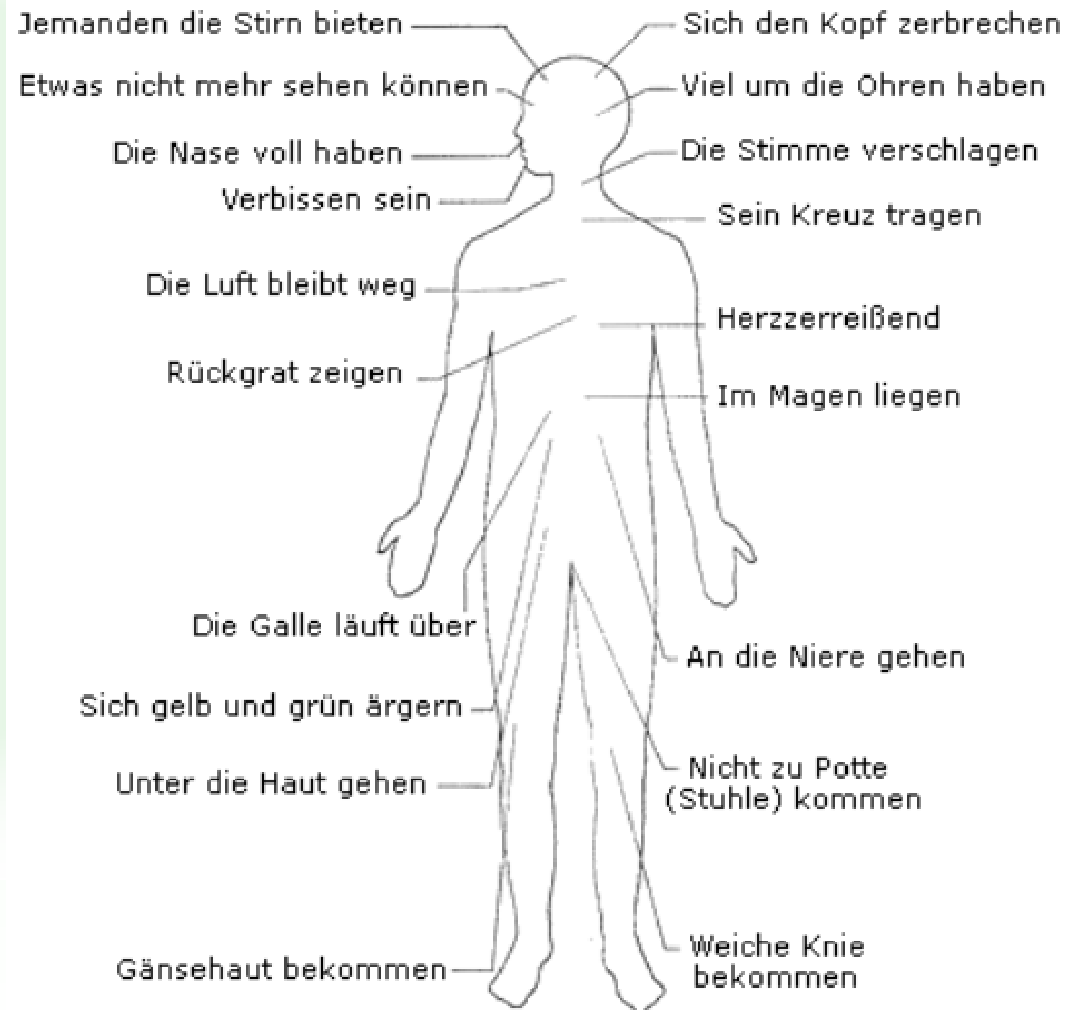 Jemanden die Stirn bieten
Sich den Kopf zerbrechen
Etwas nicht mehr sehen können
Viel um die Ohren haben
Die Nase voll haben
Die Stimme verschlagen
Verbissen sein
Sein Kreuz tragen
Die Luft bleibt weg
Herzzerreißend
Rückgrat zeigen
Im Magen liegen
Die Galle läuft über
An die Niere gehen
Sich gelb und grün ärgern
Unter die Haut gehen
Nicht zu Potte
(Stuhle) kommen
Gänsehaut bekommen
Weiche Knie
bekommen